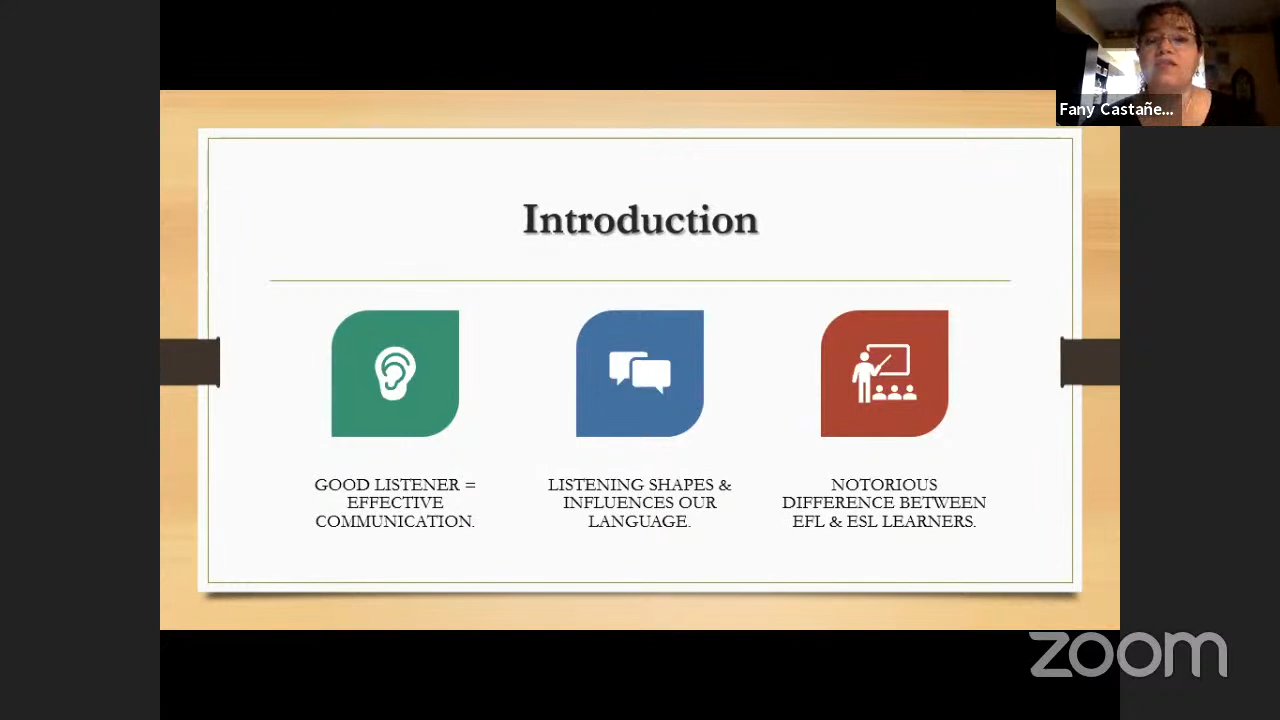 Fany Castañe...
Introduction
GOOD LISTENER =
EFFECTIVE
COMMUNICATION.
LISTENING SHAPES &
INFLUENCES OUR
LANGUAGE.
NOTORIOUS
DIFFERENCE BETWEEN
EFL & ESL LEARNERS.
zoom